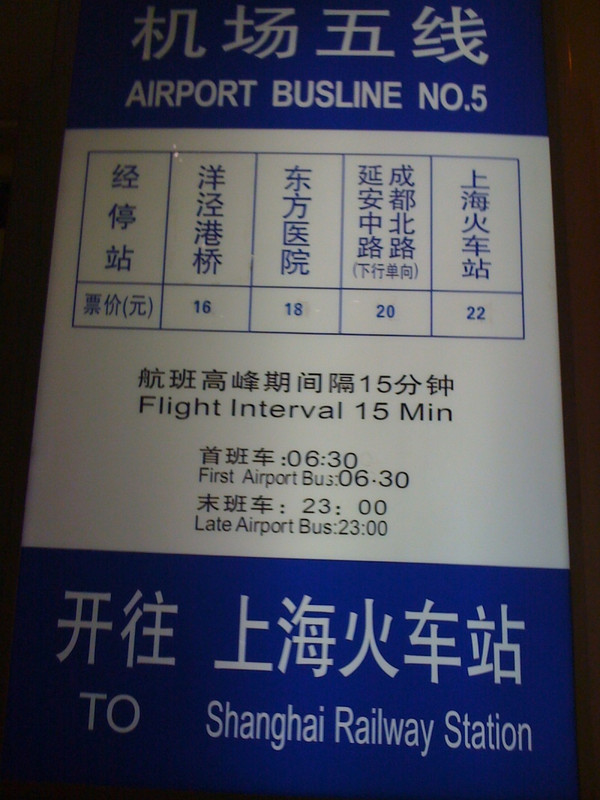 机场五线
AIRPORT BUSLINE NO.5
经停站 洋泾港桥 东方医院 成都北路延安中路(下行单向) 上海火车站
票价(元) 16 18 20 22
航班高峰期间隔15分钟
Flight Interval 15 Min
首班车:06:30
First Airport Bus:06:30
末班车：23：00
Late Airport Bus:23:00
开往 上海火车站
TO Shanghai Railway Station